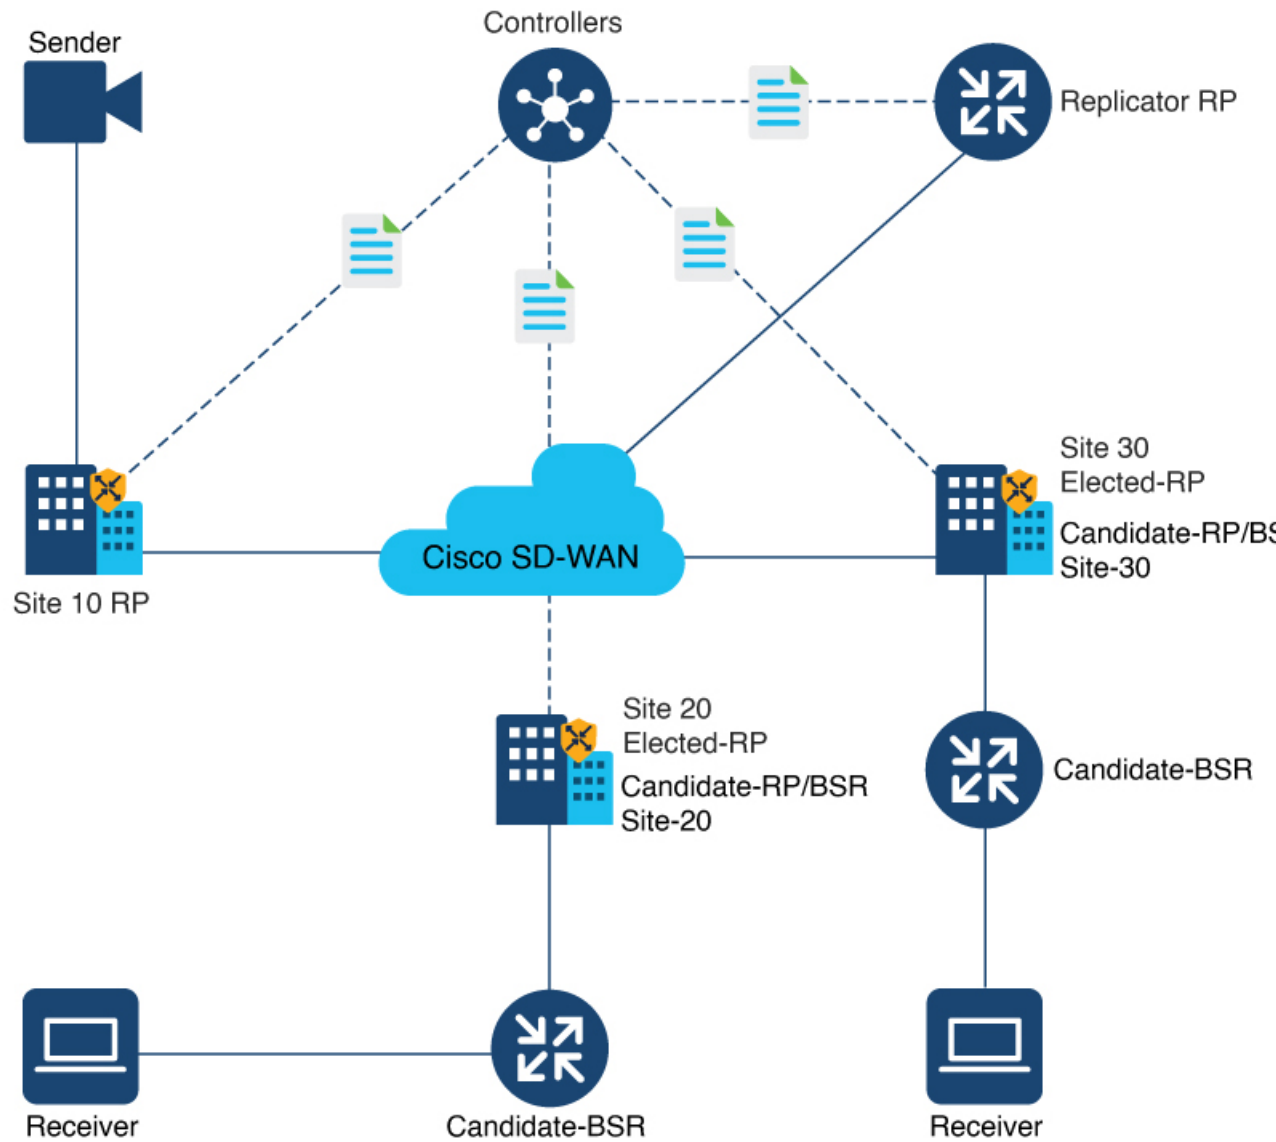 Controllers
Sender
Replicator RP
Site 30
Elected-RP
Candidate-RP/BS
Site-30
Cisco SD-WAN
Site 10 RP
Site 20
Elected-RP
Candidate-RP/BSR
Site-20
Candidate-BSR
Receiver
Candidate-BSR
Receiver